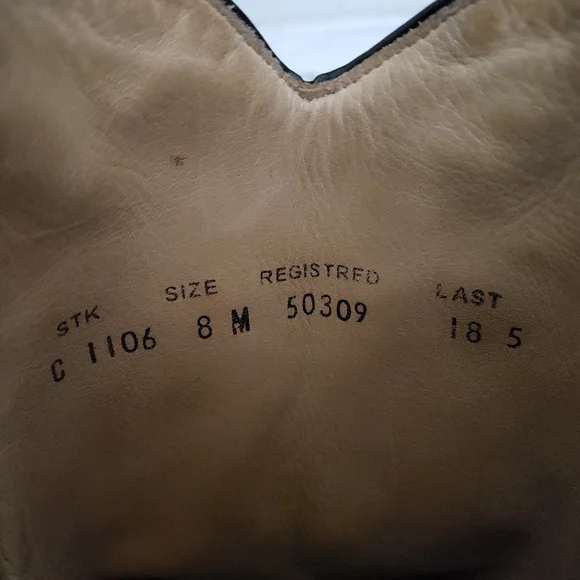 STK SIZE REGISTRED LAST
C 1106 8 M 50309 18 5